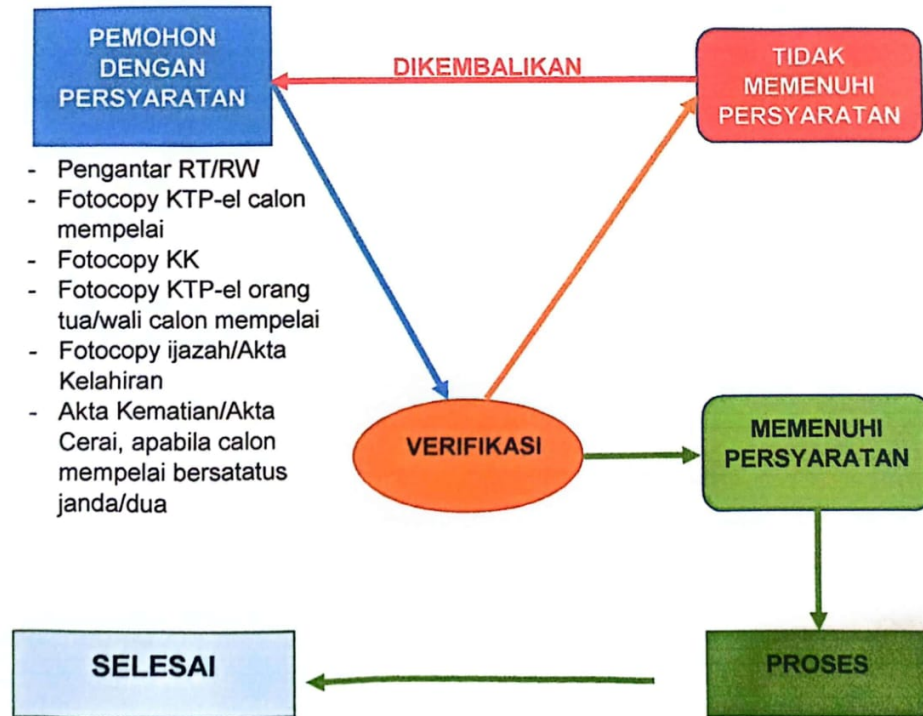 PEMOHON
DENGAN
PERSYARATAN
DIKEMBALIKAN
TIDAK
MEMENUHI
PERSYARATAN
- Pengantar RT/RW
- Fotocopy KTP-el calon
mempelai
- Fotocopy KK
- Fotocopy KTP-el orang
tua/wali calon mempelai
- Fotocopy ijazah/Akta
Kelahiran
- Akta Kematian/Akta
Cerai, apabila calon
mempelai bersatatus
janda/dua
VERIFIKASI
MEMENUHI
PERSYARATAN
PROSES
SELESAI